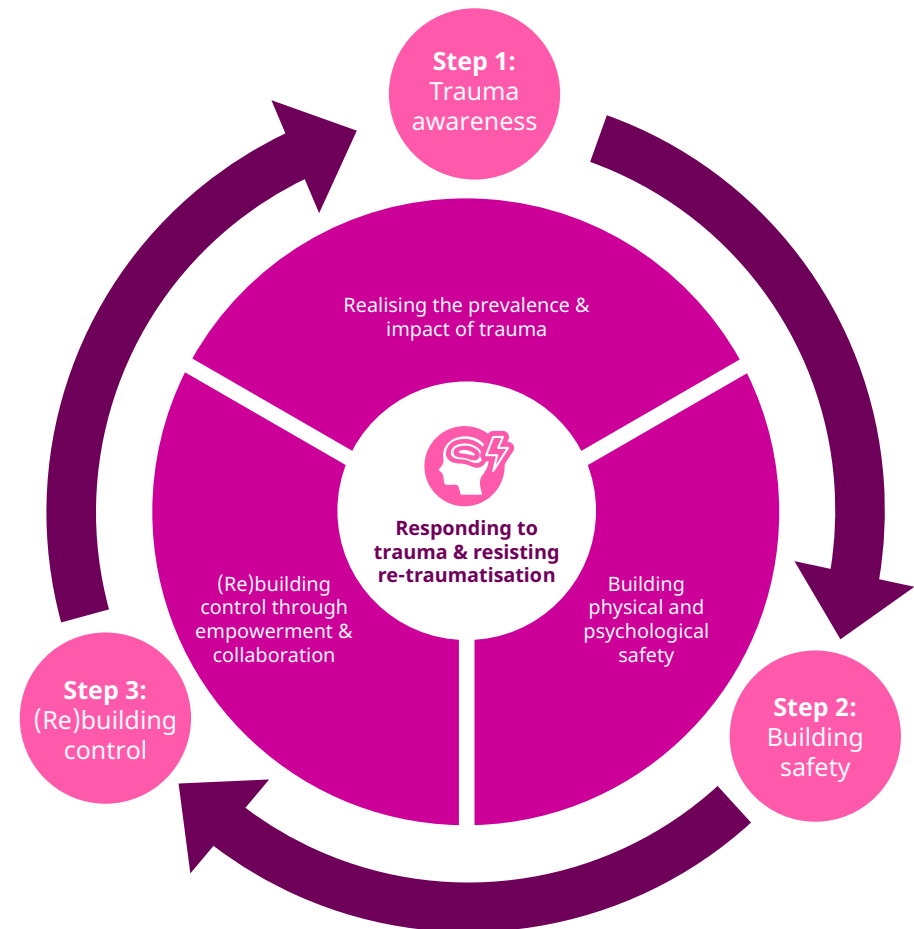 Step 1:
Trauma
awareness
Realising the prevalence &
impact of trauma
Responding to
trauma & resisting
re-traumatisation
(Re)building
control through
empowerment &
collaboration
Building
physical and
psychological
safety
Step 3:
(Re)building
control
Step 2:
Building
safety